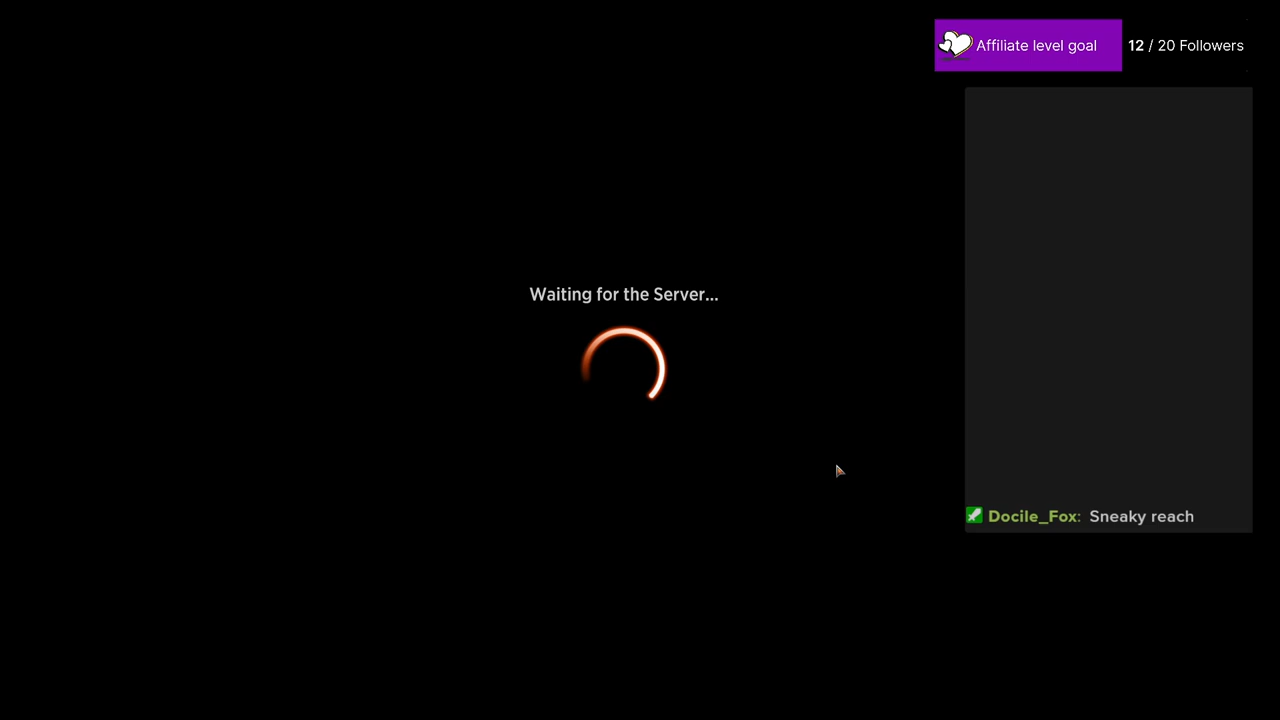 Affiliate level goal 12 / 20 Followers
Waiting for the Server...
Docile_Fox: Sneaky reach